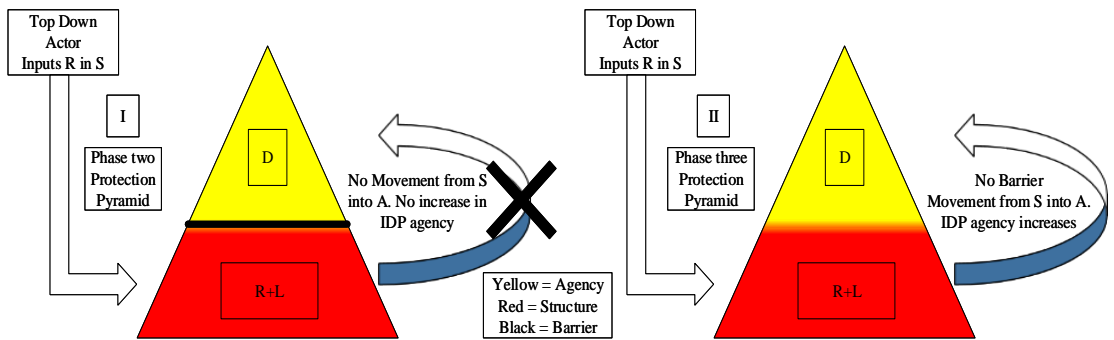 Top Down
Actor
Inputs R in S
I
Phase two
Protection
Pyramid
D
No Movement from S
into A. No increase in
IDP agency
R+L
Yellow = Agency
Red = Structure
Black = Barrier
Top Down
Actor
Inputs R in S
II
Phase three
Protection
Pyramid
D
No Barrier
Movement from S into A.
IDP agency increases
R+L